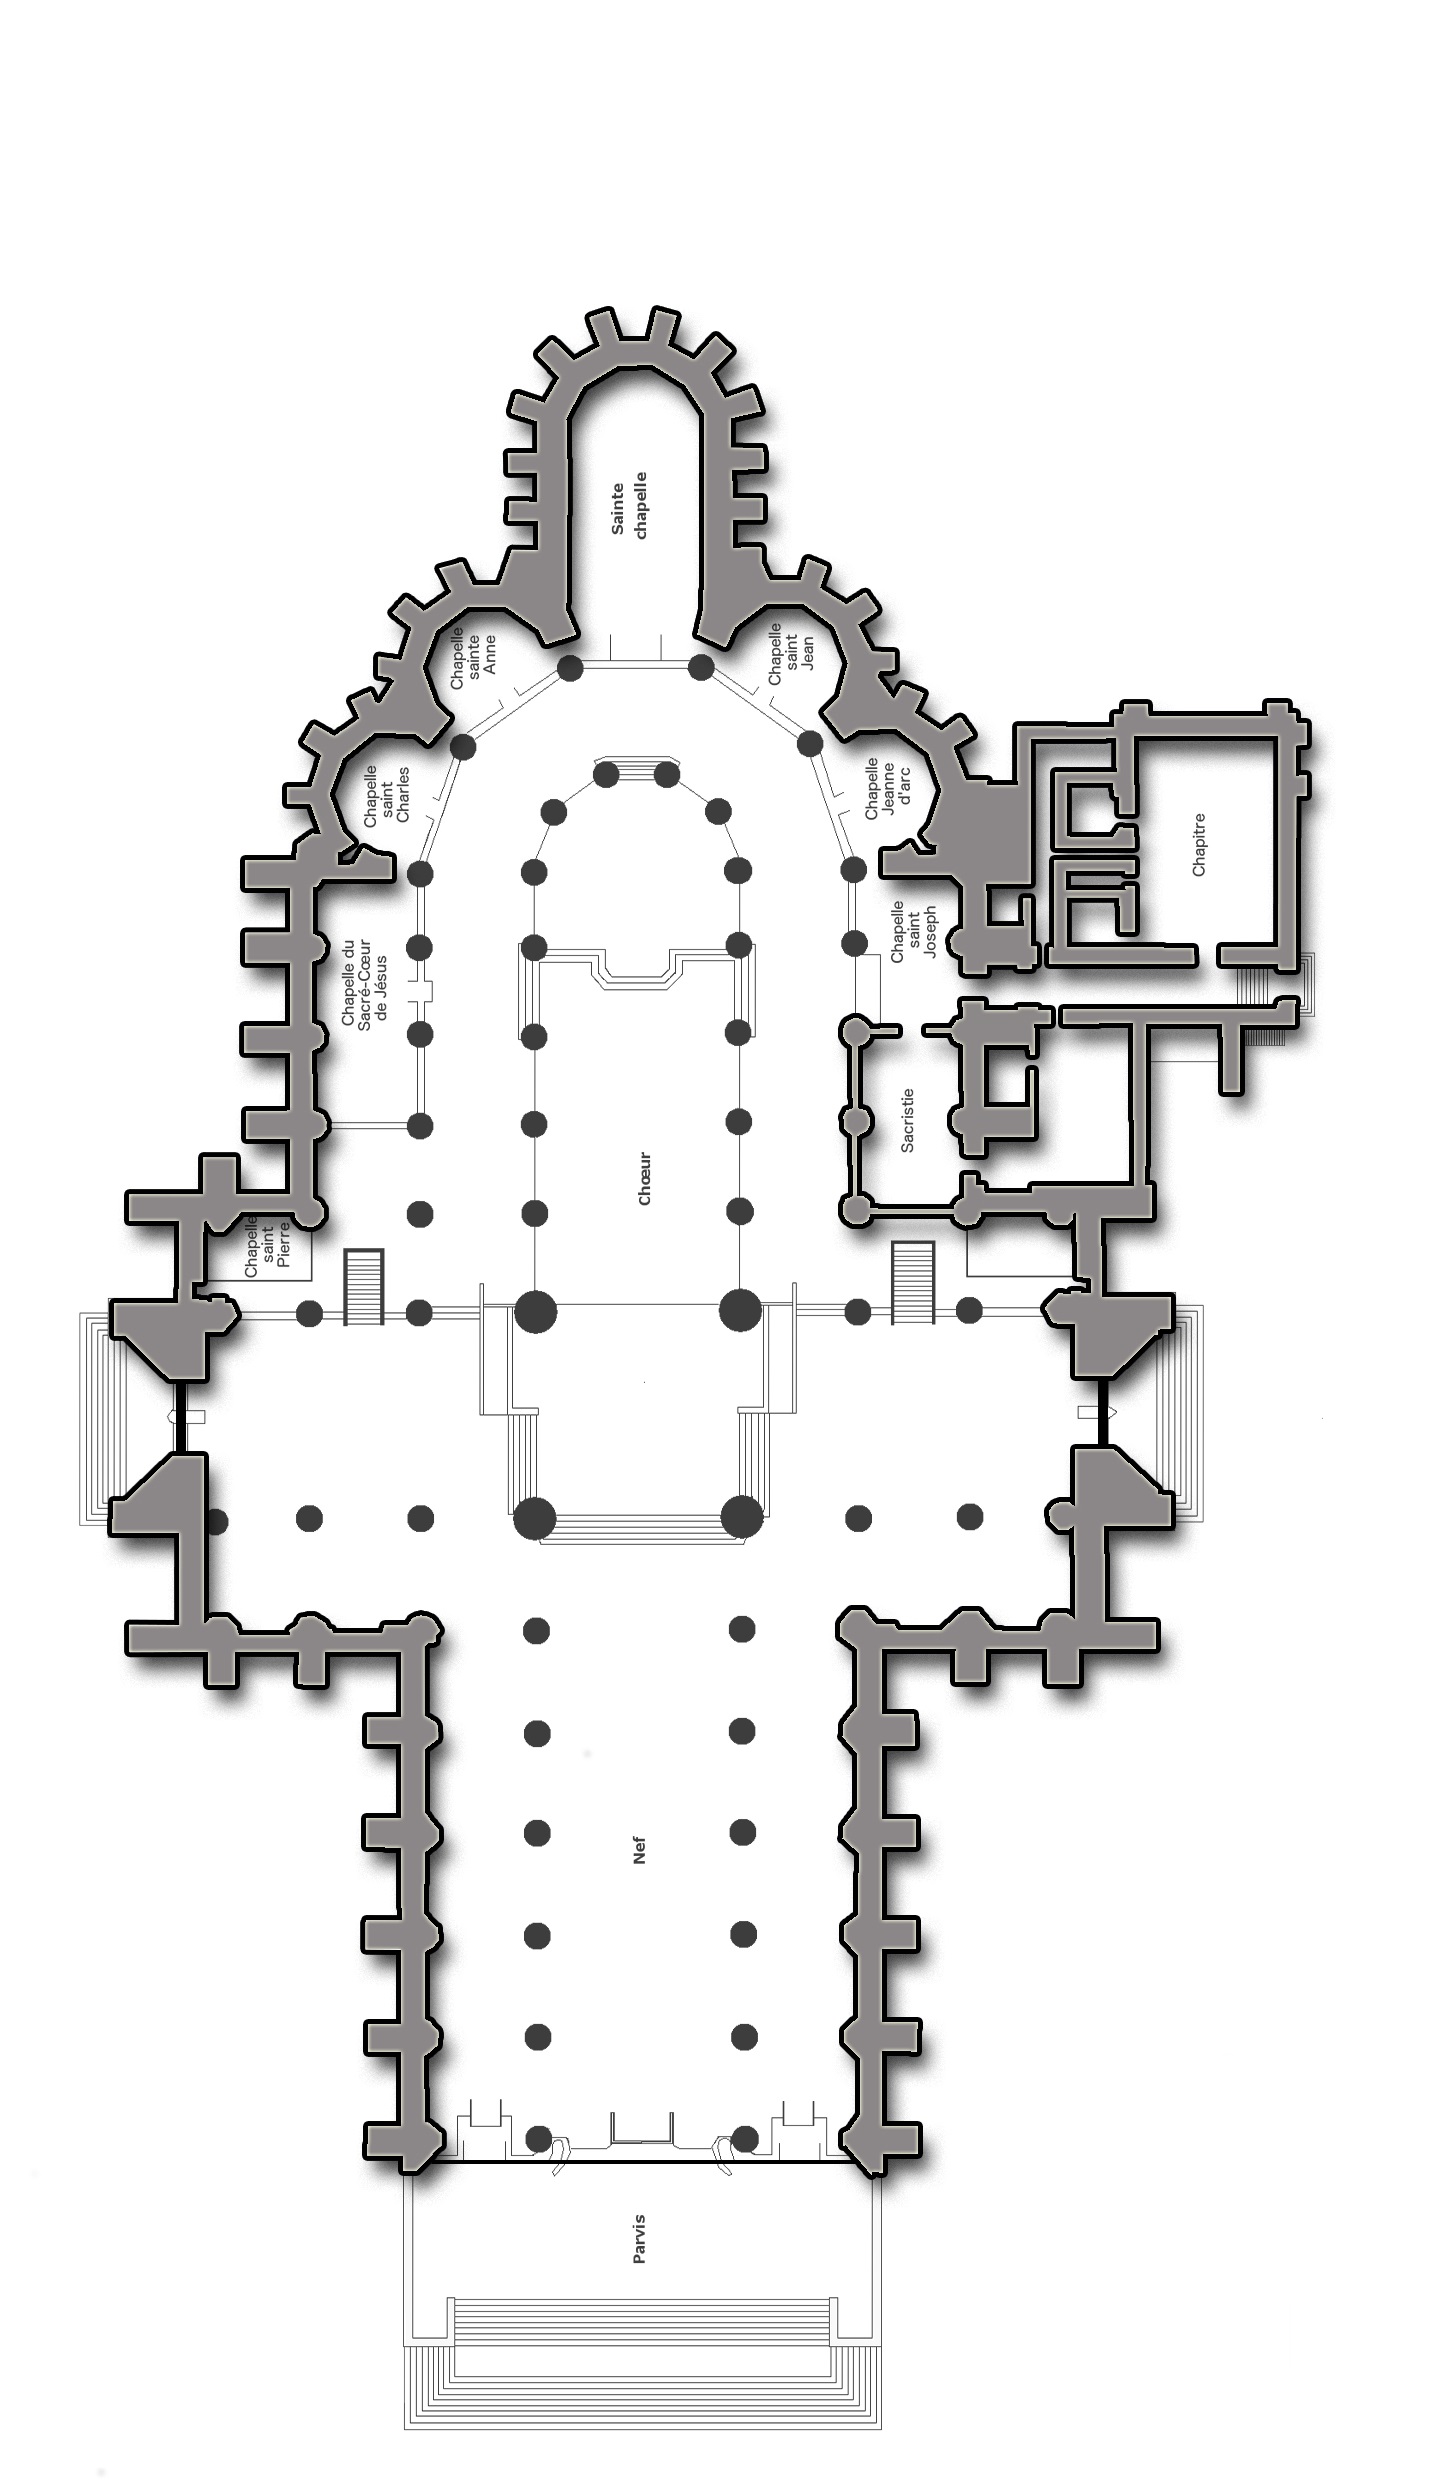 Sainte
chapelle
Chapelle
sainte
Anne
Chapelle
saint
Jean
Chapelle
saint
Charles
Chapelle
Jeanne
d'arc
Chapitre
Chapelle
saint
Joseph
Chapelle du
Sacré-Cœur
de Jésus
Sacristie
Chœur
Chapelle
saint
Pierre
Nef
Parvis